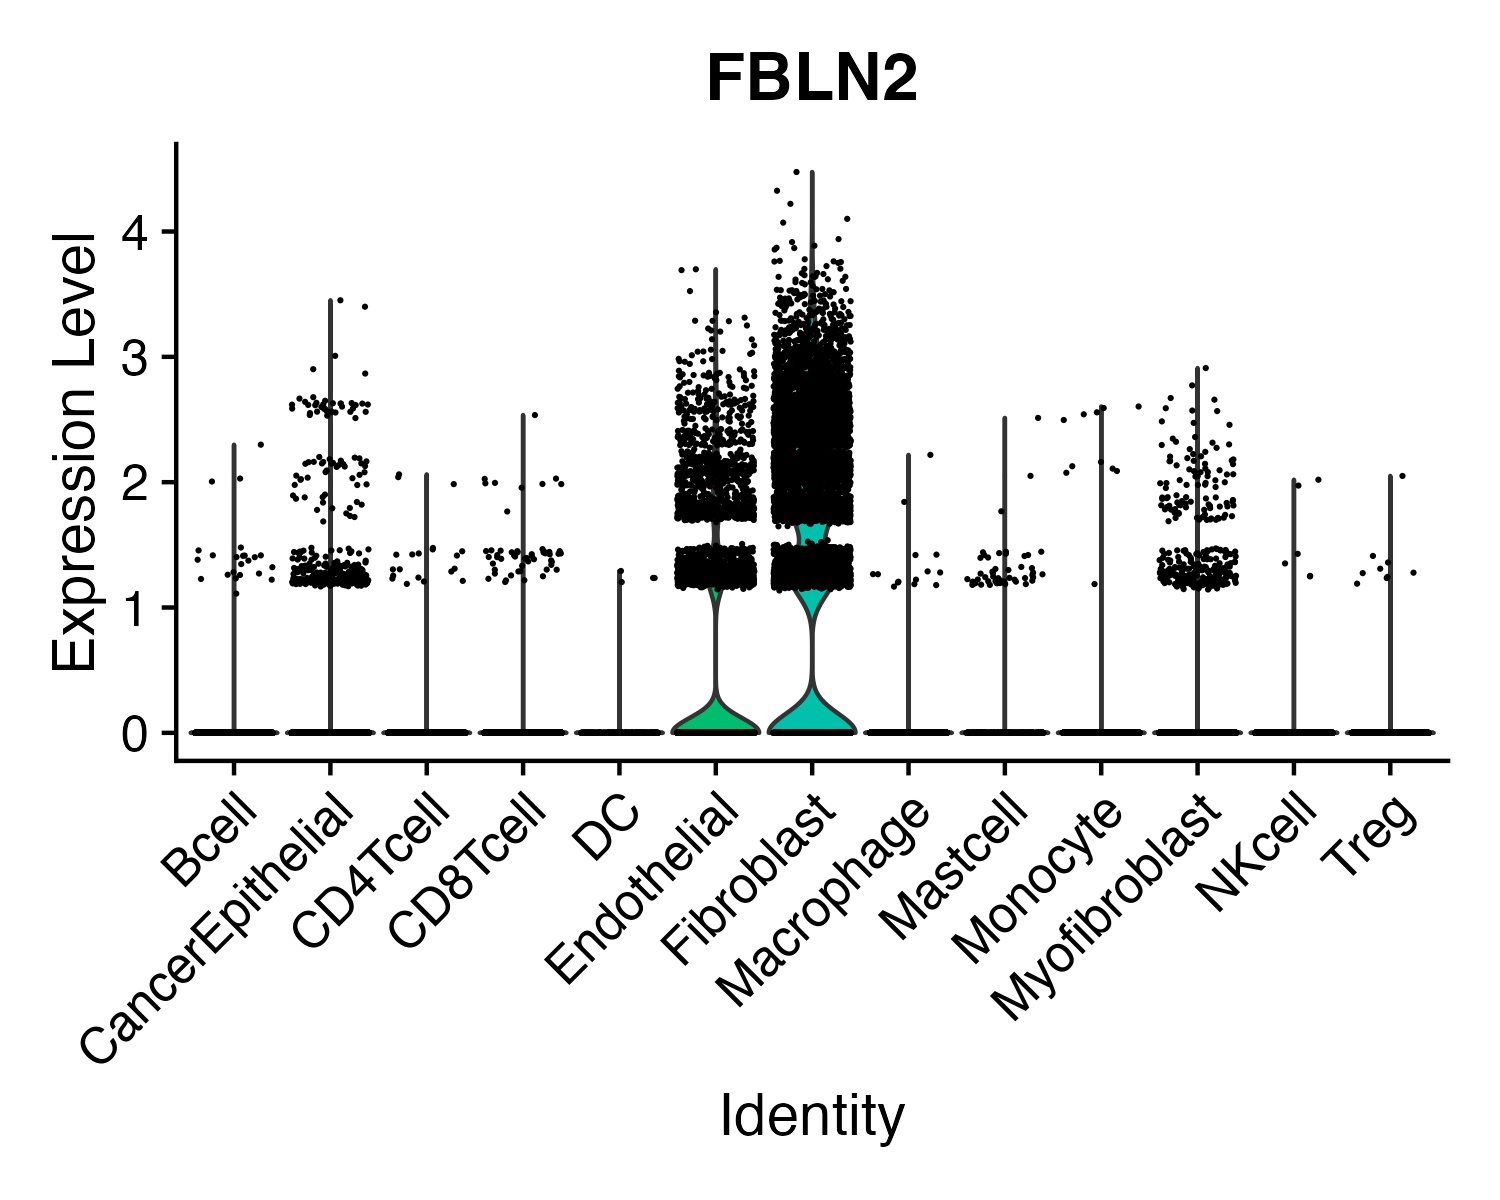 FBLN2
Expression Level
4
3
2
1
0
Bcell
CancerEpithelial
CD4Tcell
CD8Tcell
DC
Endothelial
Fibroblast
Macrophage
Mastcell
Monocyte
Myofibroblast
NKcell
Treg
Identity